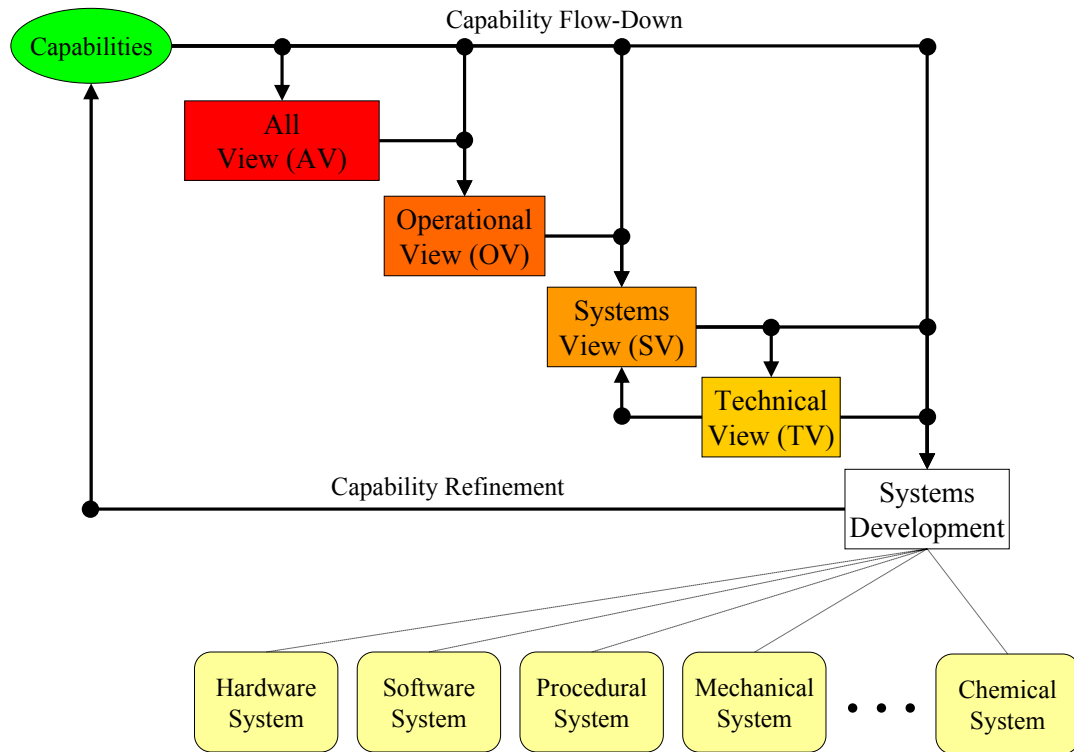 Capability Flow-Down
Capabilities
All
View (AV)
Operational
View (OV)
Systems
View (SV)
Technical
View (TV)
Capability Refinement
Systems
Development
Hardware
System
Software
System
Procedural
System
Mechanical
System
• • •
Chemical
System